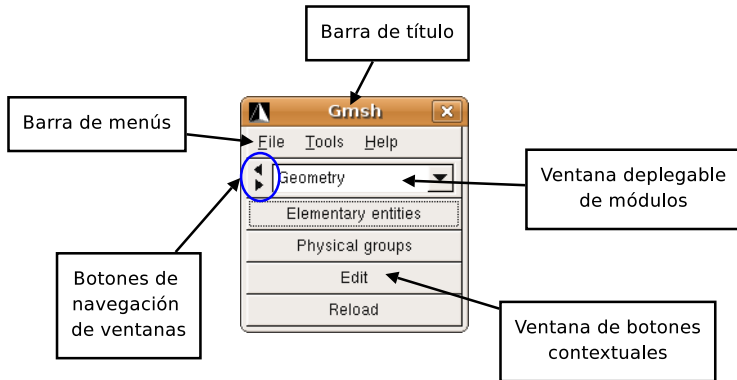 Barra de título
Gmsh
Barra de menús
File Tools Help
Geometry
Ventana deplegable
de módulos
Elementary entities
Physical groups
Edit
Reload
Botones de
navegación
de ventanas
Ventana de botones
contextuales